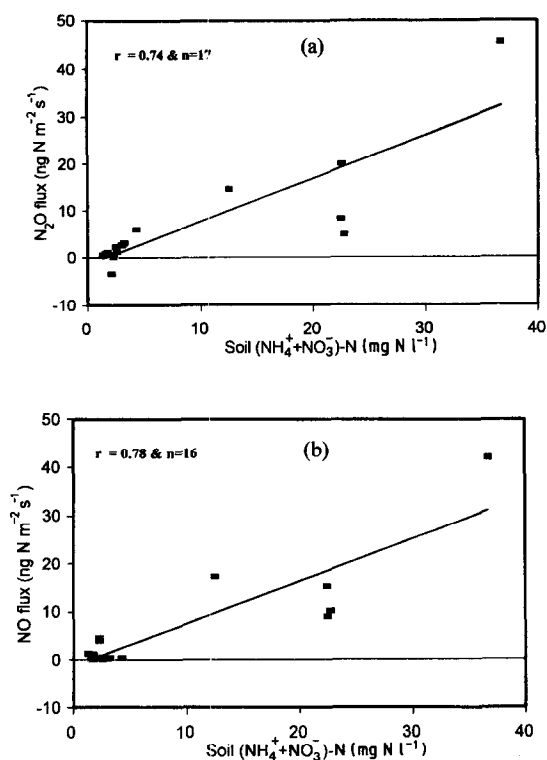 50
(a)
r = 0.74 & n=17
40
30
20
10
0
-10
N₂O flux (ng N m⁻² s⁻¹)
0 10 20 30 40
Soil (NH₄⁺+NO₃⁻)-N (mg N l⁻¹)
50
(b)
r = 0.78 & n=16
40
30
20
10
0
-10
NO flux (ng N m⁻² s⁻¹)
0 10 20 30 40
Soil (NH₄⁺+NO₃⁻)-N (mg N l⁻¹)